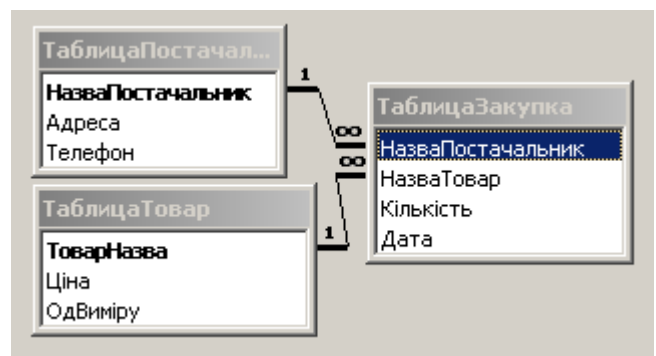 ТаблицаПостачал...
НазваПостачальник
Адреса
Телефон
1
∞
∞
ТаблицаЗакупка
НазваПостачальник
НазваТовар
Кількість
Дата
ТаблицаТовар
ТоварНазва
Ціна
ОдВиміру
1